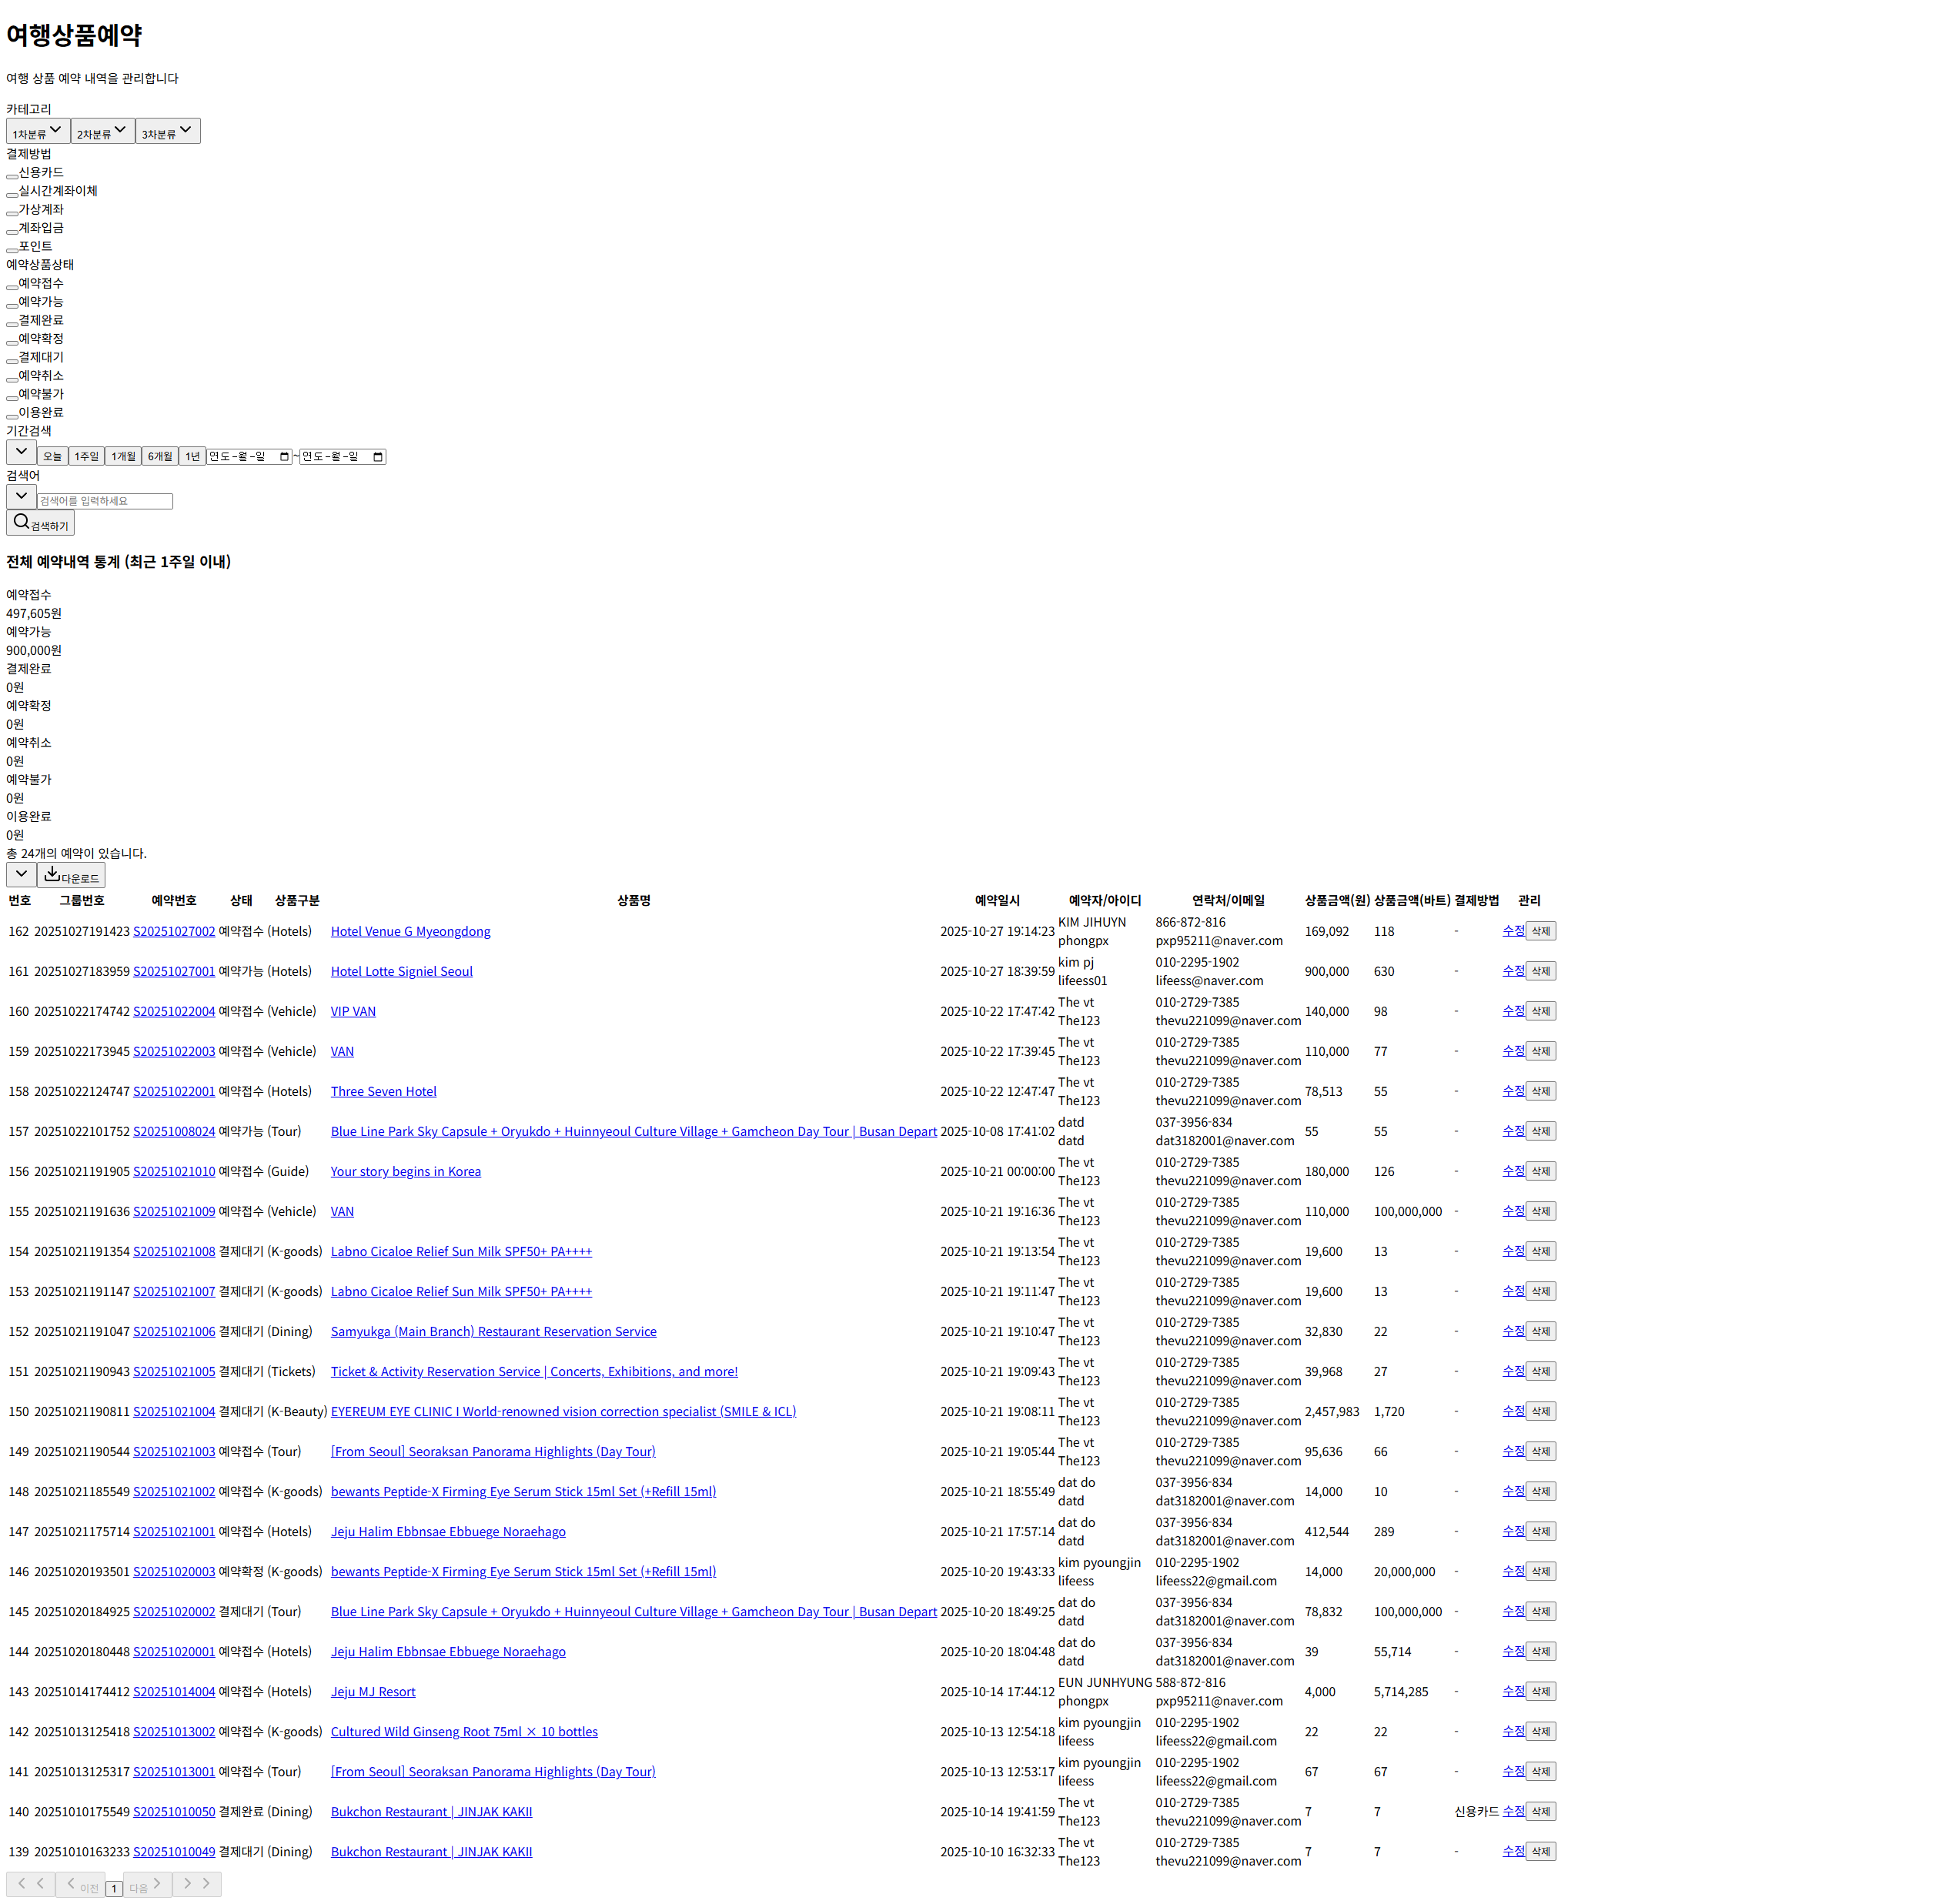 여행상품예약
여행 상품 예약 내역을 관리합니다
카테고리
1차분류 2차분류 3차분류
결제방법
신용카드
실시간계좌이체
가상계좌
계좌입금
포인트
예약상품상태
예약접수
예약가능
결제완료
예약확정
결제대기
예약취소
예약불가
이용완료
기간검색
오늘 1주일 1개월 6개월 1년 연도-월-일 ~ 연도-월-일
검색어
검색어를 입력하세요
검색하기
전체 예약내역 통계 (최근 1주일 이내)
예약접수
497,605원
예약가능
900,000원
결제완료
0원
예약확정
0원
예약취소
0원
예약불가
0원
이용완료
0원
총 24개의 예약이 있습니다.
다운로드
번호 그룹번호 예약번호 상태 상품구분 상품명 예약일시 예약자/아이디 연락처/이메일 상품금액(원) 상품금액(바트) 결제방법 관리
162 20251027191423 S20251027002 예약접수 (Hotels) Hotel Venue G Myeongdong 2025-10-27 19:14:23 KIM JIHUYN 866-872-816 169,092 118 - 수정 삭제
phongpx pxp95211@naver.com
161 20251027183959 S20251027001 예약가능 (Hotels) Hotel Lotte Signiel Seoul 2025-10-27 18:39:59 kim pj 010-2295-1902 900,000 630 - 수정 삭제
lifeess01 lifeess@naver.com
160 20251022174742 S20251022004 예약접수 (Vehicle) VIP VAN 2025-10-22 17:47:42 The vt 010-2729-7385 140,000 98 - 수정 삭제
The123 thevu221099@naver.com
159 20251022173945 S20251022003 예약접수 (Vehicle) VAN 2025-10-22 17:39:45 The vt 010-2729-7385 110,000 77 - 수정 삭제
The123 thevu221099@naver.com
158 20251022124747 S20251022001 예약접수 (Hotels) Three Seven Hotel 2025-10-22 12:47:47 The vt 010-2729-7385 78,513 55 - 수정 삭제
The123 thevu221099@naver.com
157 20251022101752 S20251008024 예약가능 (Tour) Blue Line Park Sky Capsule + Oryukdo + Huinnyeoul Culture Village + Gamcheon Day Tour | Busan Depart 2025-10-08 17:41:02 datd 037-3956-834 55 55 - 수정 삭제
datd dat3182001@naver.com
156 20251021191905 S20251021010 예약접수 (Guide) Your story begins in Korea 2025-10-21 00:00:00 The vt 010-2729-7385 180,000 126 - 수정 삭제
The123 thevu221099@naver.com
155 20251021191636 S20251021009 예약접수 (Vehicle) VAN 2025-10-21 19:16:36 The vt 010-2729-7385 110,000 100,000,000 - 수정 삭제
The123 thevu221099@naver.com
154 20251021191354 S20251021008 결제대기 (K-goods) Labno Cicaloe Relief Sun Milk SPF50+ PA++++ 2025-10-21 19:13:54 The vt 010-2729-7385 19,600 13 - 수정 삭제
The123 thevu221099@naver.com
153 20251021191147 S20251021007 결제대기 (K-goods) Labno Cicaloe Relief Sun Milk SPF50+ PA++++ 2025-10-21 19:11:47 The vt 010-2729-7385 19,600 13 - 수정 삭제
The123 thevu221099@naver.com
152 20251021191047 S20251021006 결제대기 (Dining) Samyukga (Main Branch) Restaurant Reservation Service 2025-10-21 19:10:47 The vt 010-2729-7385 32,830 22 - 수정 삭제
The123 thevu221099@naver.com
151 20251021190943 S20251021005 결제대기 (Tickets) Ticket & Activity Reservation Service | Concerts, Exhibitions, and more! 2025-10-21 19:09:43 The vt 010-2729-7385 39,968 27 - 수정 삭제
The123 thevu221099@naver.com
150 20251021190811 S20251021004 결제대기 (K-Beauty) EYEREUM EYE CLINIC I World-renowned vision correction specialist (SMILE & ICL) 2025-10-21 19:08:11 The vt 010-2729-7385 2,457,983 1,720 - 수정 삭제
The123 thevu221099@naver.com
149 20251021190544 S20251021003 예약접수 (Tour) [From Seoul] Seoraksan Panorama Highlights (Day Tour) 2025-10-21 19:05:44 The vt 010-2729-7385 95,636 66 - 수정 삭제
The123 thevu221099@naver.com
148 20251021185549 S20251021002 예약접수 (K-goods) bewants Peptide-X Firming Eye Serum Stick 15ml Set (+Refill 15ml) 2025-10-21 18:55:49 dat do 037-3956-834 14,000 10 - 수정 삭제
datd dat3182001@naver.com
147 20251021175714 S20251021001 예약접수 (Hotels) Jeju Halim Ebbnsae Ebbuege Noraehago 2025-10-21 17:57:14 dat do 037-3956-834 412,544 289 - 수정 삭제
datd dat3182001@naver.com
146 20251020193501 S20251020003 예약확정 (K-goods) bewants Peptide-X Firming Eye Serum Stick 15ml Set (+Refill 15ml) 2025-10-20 19:43:33 kim pyoungjin 010-2295-1902 14,000 20,000,000 - 수정 삭제
lifeess lifeess22@gmail.com
145 20251020184925 S20251020002 결제대기 (Tour) Blue Line Park Sky Capsule + Oryukdo + Huinnyeoul Culture Village + Gamcheon Day Tour | Busan Depart 2025-10-20 18:49:25 dat do 037-3956-834 78,832 100,000,000 - 수정 삭제
datd dat3182001@naver.com
144 20251020180448 S20251020001 예약접수 (Hotels) Jeju Halim Ebbnsae Ebbuege Noraehago 2025-10-20 18:04:48 dat do 037-3956-834 39 55,714 - 수정 삭제
datd dat3182001@naver.com
143 20251014174412 S20251014004 예약접수 (Hotels) Jeju MJ Resort 2025-10-14 17:44:12 EUN JUNHYUNG 588-872-816 4,000 5,714,285 - 수정 삭제
phongpx pxp95211@naver.com
142 20251013125418 S20251013002 예약접수 (K-goods) Cultured Wild Ginseng Root 75ml × 10 bottles 2025-10-13 12:54:18 kim pyoungjin 010-2295-1902 22 22 - 수정 삭제
lifeess lifeess22@gmail.com
141 20251013125317 S20251013001 예약접수 (Tour) [From Seoul] Seoraksan Panorama Highlights (Day Tour) 2025-10-13 12:53:17 kim pyoungjin 010-2295-1902 67 67 - 수정 삭제
lifeess lifeess22@gmail.com
140 20251010175549 S20251010050 결제완료 (Dining) Bukchon Restaurant | JINJAK KAKII 2025-10-14 19:41:59 The vt 010-2729-7385 7 7 신용카드 수정 삭제
The123 thevu221099@naver.com
139 20251010163233 S20251010049 결제대기 (Dining) Bukchon Restaurant | JINJAK KAKII 2025-10-10 16:32:33 The vt 010-2729-7385 7 7 - 수정 삭제
The123 thevu221099@naver.com
이전 1 다음